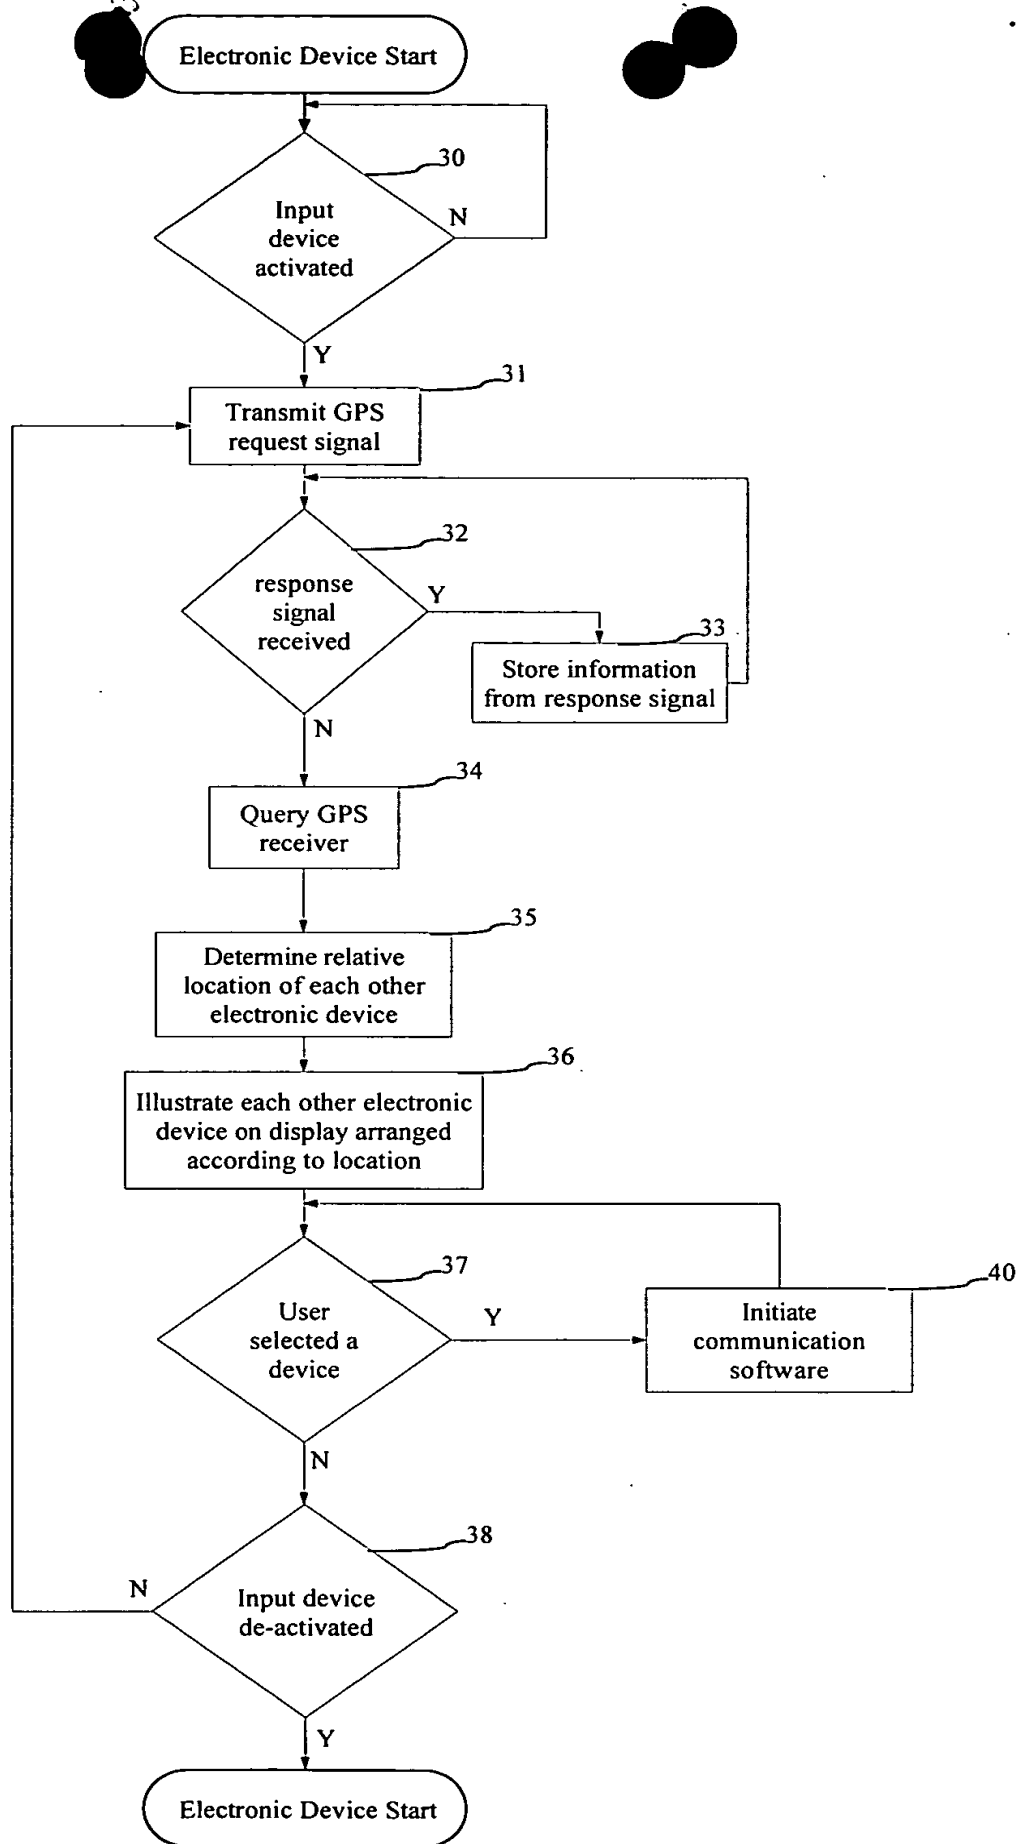 Electronic Device Start
30
Input
device
activated
N
Y
31
Transmit GPS
request signal
32
response
signal
received
Y
33
Store information
from response signal
N
34
Query GPS
receiver
35
Determine relative
location of each other
electronic device
36
Illustrate each other electronic
device on display arranged
according to location
37
User
selected a
device
Y
40
Initiate
communication
software
N
38
Input device
de-activated
N
Y
Electronic Device Start